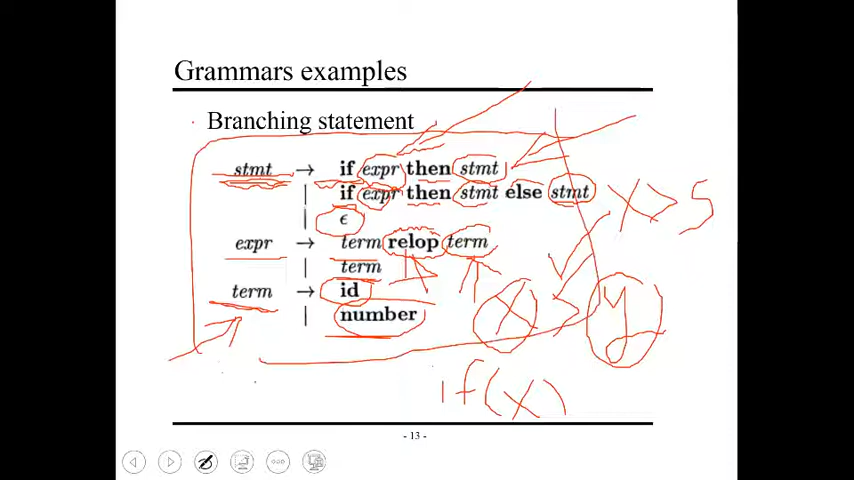 Grammars examples
Branching statement
stmt → if expr then stmt
| if expr then stmt else stmt
| ϵ
expr → term relop term
| term
term → id
| number
X > 5
X > y
if(X)
- 13 -